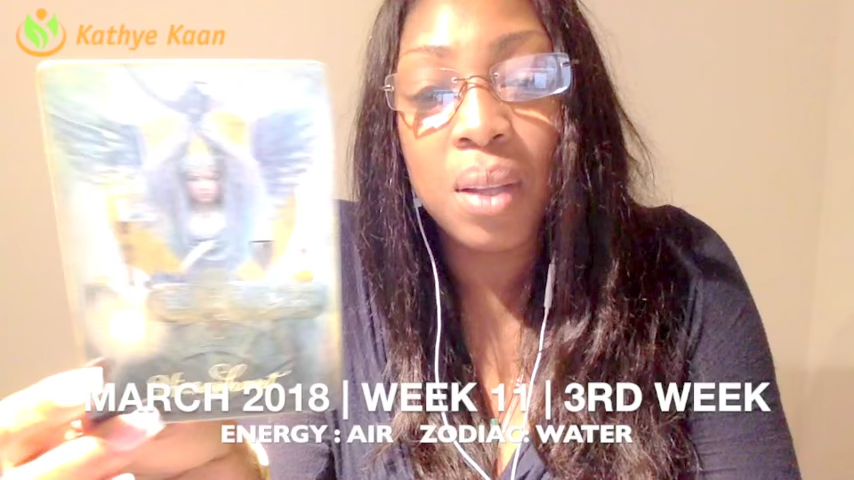 Kathye Kaan
MARCH 2018 | WEEK 11 | 3RD WEEK
ENERGY : AIR ZODIAC: WATER